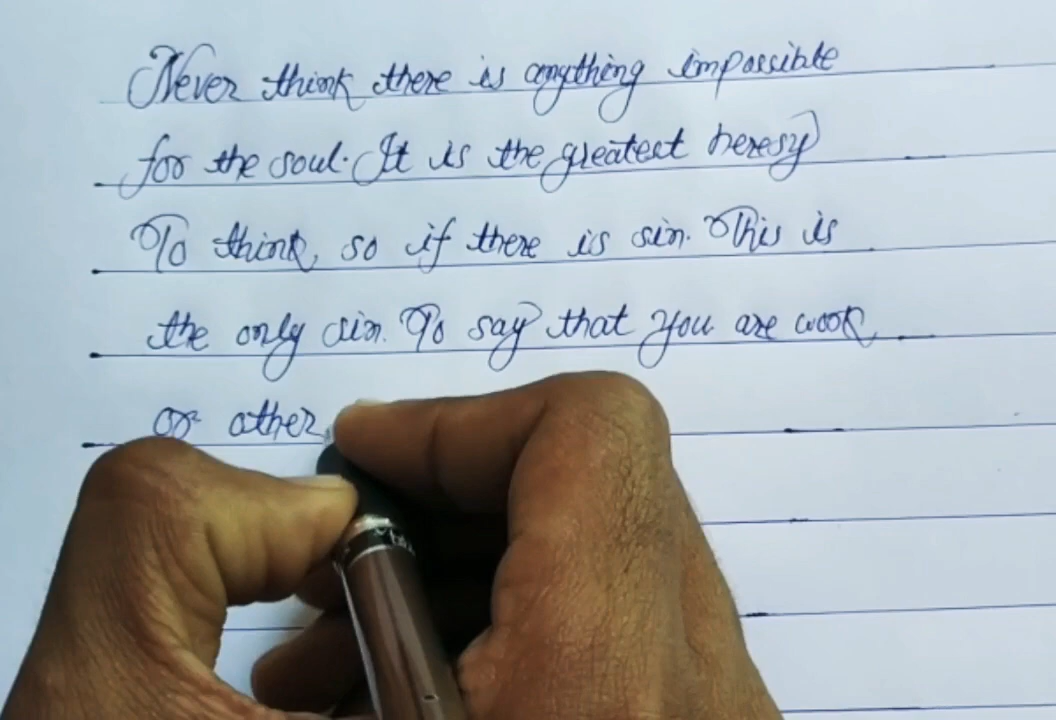 Never think there is anything impossible
for the soul. It is the greatest heresy
To think, so if there is sin. This is
the only sin. To say that you are week,
or other